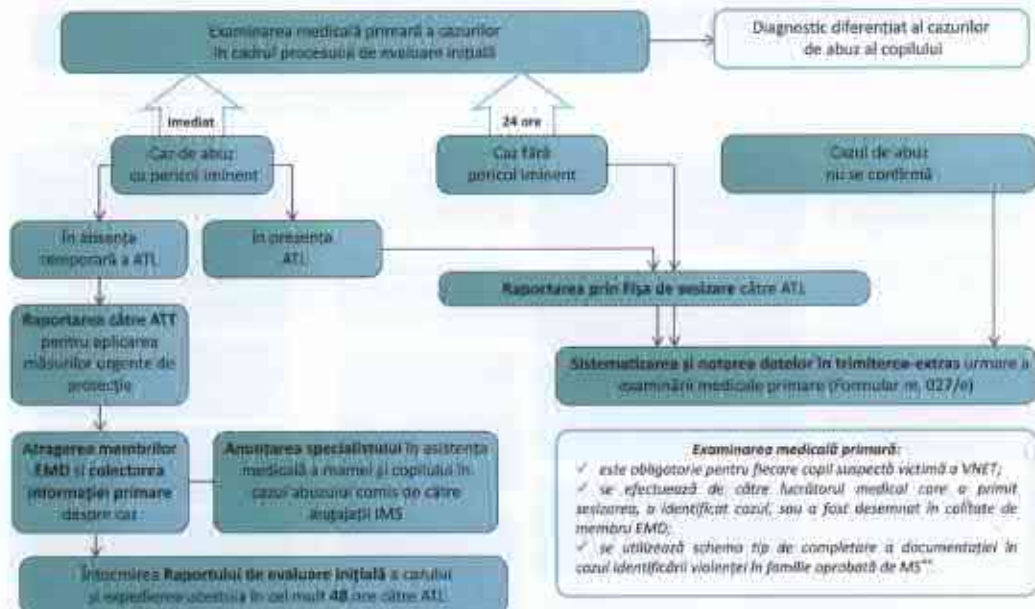 Examinarea medicală primară a cazurilor
în cadrul procesului de evaluare inițială
Diagnostic diferențiat al cazurilor
de abuz al copilului
imediat
24 ore
Caz de abuz
cu pericol iminent
Caz fără
pericol iminent
Cazul de abuz
nu se confirmă
În absența
temporară a ATL
În prezența
ATL
Raportarea prin Fișa de sesizare către ATL
Raportarea către ATT
pentru aplicarea
măsurilor urgente de
protecție
Sistematizarea și notarea datelor în trimiterea-extras urmare a
examinării medicale primare (Formular nr. 027/e)
Atragerea membrilor
EMD și colectarea
informației primare
despre caz
Anunțarea specialistului în asistența
medicală a mamei și copilului în
cazul abuzului comis de către
angajații IMS
Examinarea medicală primară:
✓ este obligatorie pentru fiecare copil suspectă victimă a VNET;
✓ se efectuează de către lucrătorul medical care a primit
sesizarea, a identificat cazul, sau a fost desemnat în calitate de
membru EMD;
✓ se utilizează schema tip de completare a documentației în
cazul identificării violenței în familie aprobată de MS**.
Întocmirea Raportului de evaluare inițială a cazului
și expedierea acestuia în cel mult 48 ore către ATL